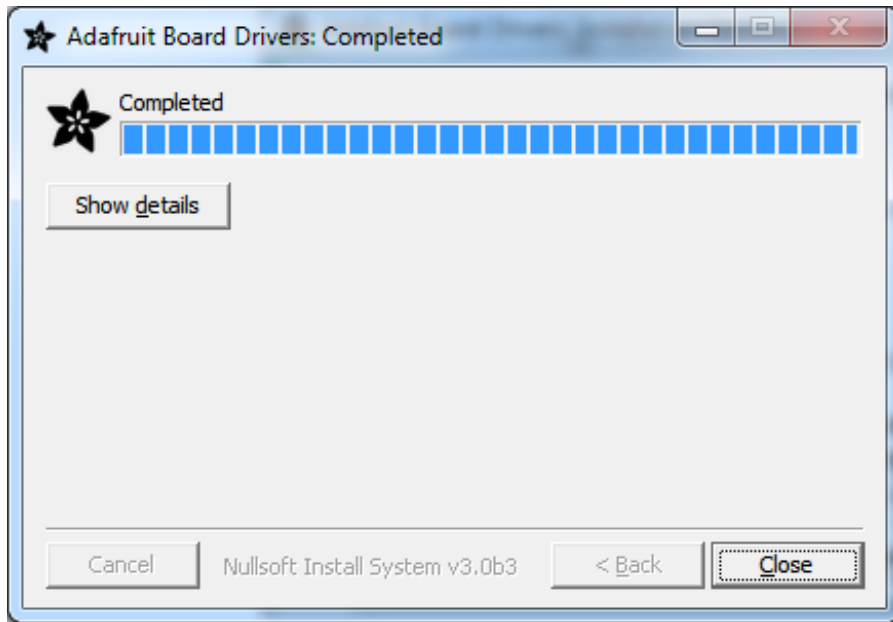 Adafruit Board Drivers: Completed
Completed
Show details
Cancel
Nullsoft Install System v3.0b3
< Back
Close